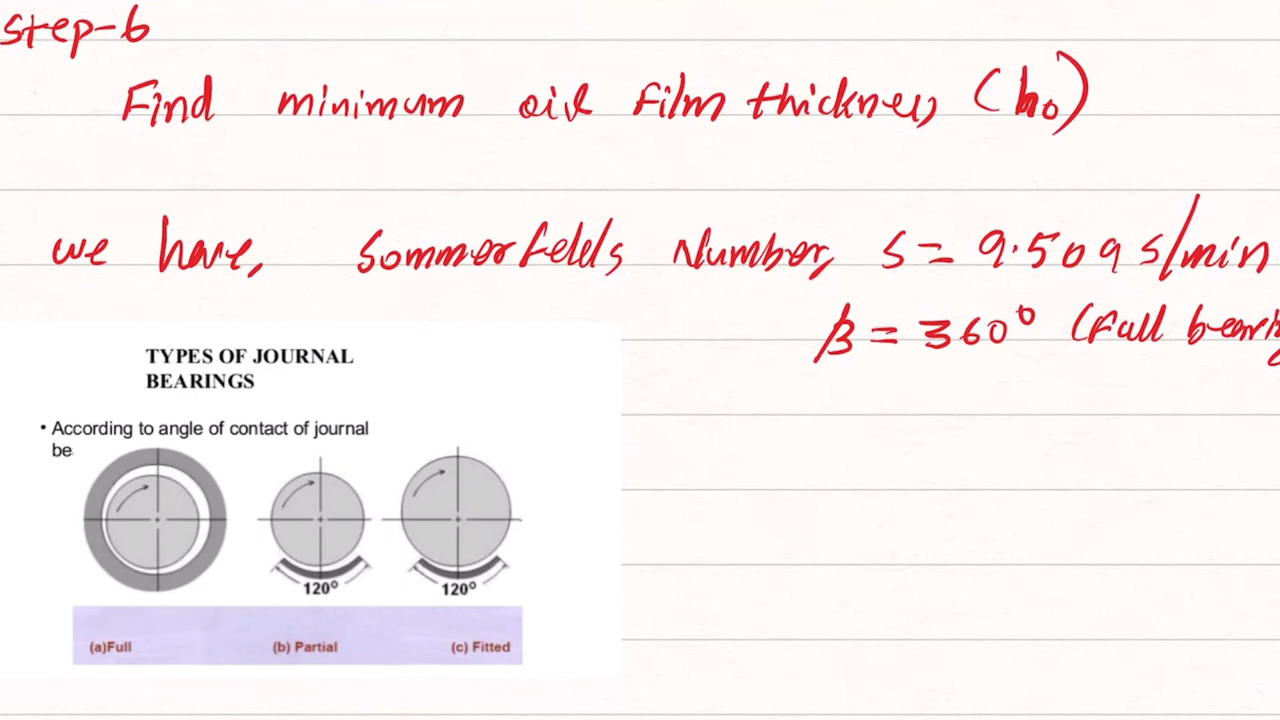 Step-6
Find minimum oil film thickness (h₀)
we have, Sommerfelds Number, S = 9.509 s/min
β = 360° (Full bearin
TYPES OF JOURNAL
BEARINGS
• According to angle of contact of journal
be
120°
120°
(a)Full
(b) Partial
(c) Fitted